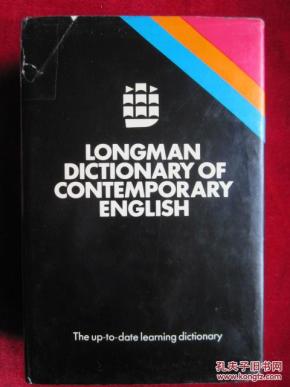 LONGMAN
DICTIONARY OF
CONTEMPORARY
ENGLISH
The up-to-date learning dictionary
孔夫子旧书网